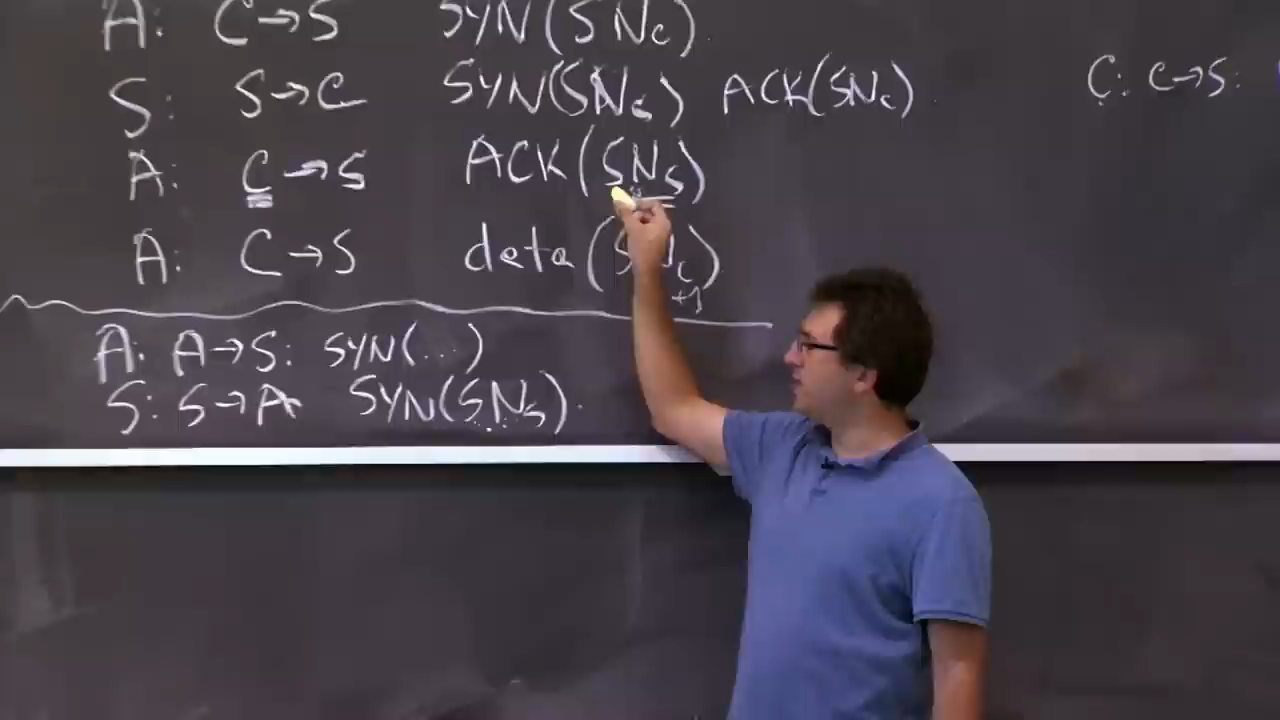 A: C→S SYN(SNc).
S: S→C SYN(SNs) ACK(SNc).
C: C→S:
A: C→S ACK(SNs)
A: C→S data(SNc+1)
A: A→S: SYN(...)
S: S→A SYN(SNs).